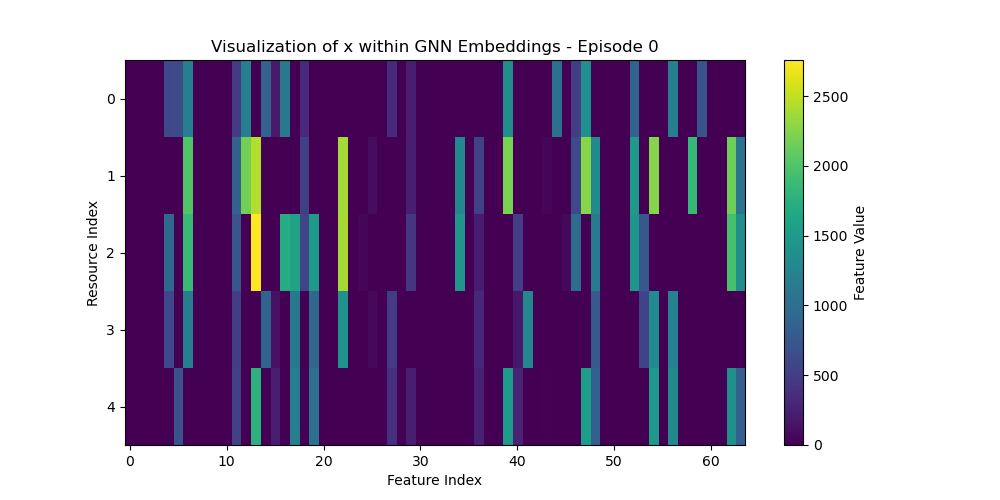 Visualization of x within GNN Embeddings - Episode 0
0
1
2
3
4
Resource Index
0 10 20 30 40 50 60
Feature Index
2500
2000
1500
1000
500
0
Feature Value